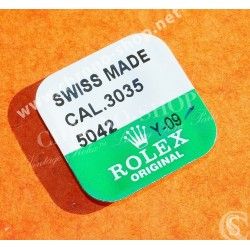 SWISS MADE
CAL.3035
5042
Y-09
ROLEX
ORIGINAL